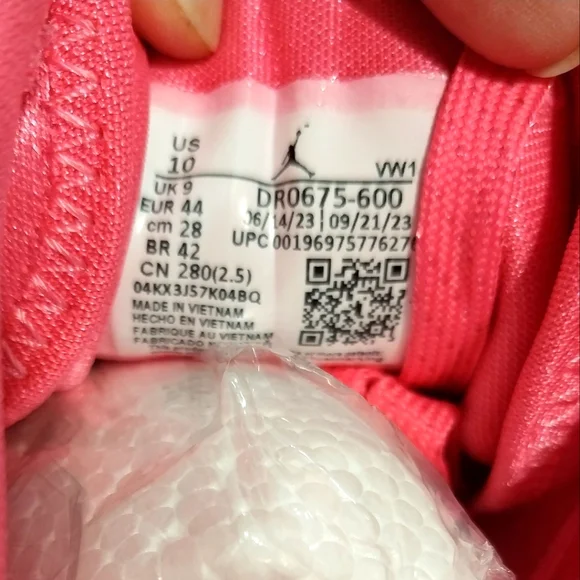 US
10
VW1
UK 9
DR0675-600
EUR 44
06/14/23 09/21/23
cm 28
UPC 0019697577627
BR 42
CN 280(2.5)
04KX3J57K04BQ
MADE IN VIETNAM
HECHO EN VIETNAM
FABRIQUE AU VIETNAM
FABRICADO